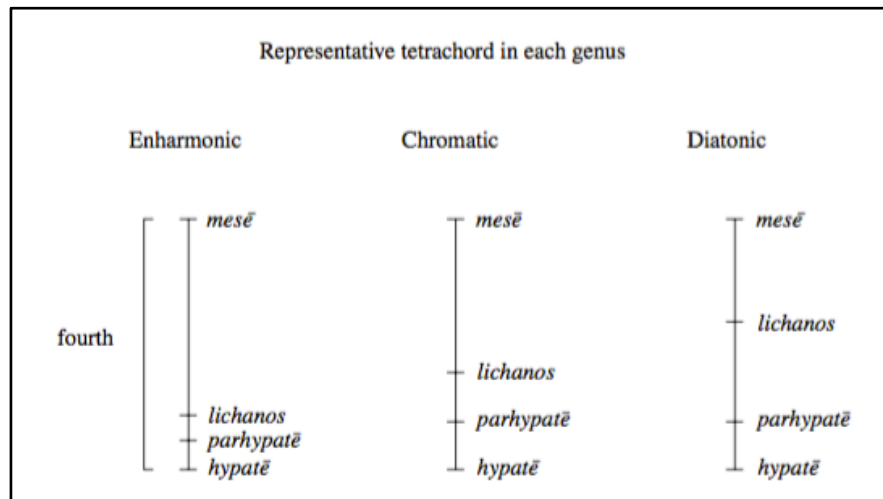 Representative tetrachord in each genus
Enharmonic Chromatic Diatonic
mesē mesē mesē
lichanos
fourth
lichanos
lichanos parhypatē parhypatē
parhypatē
hypatē hypatē hypatē